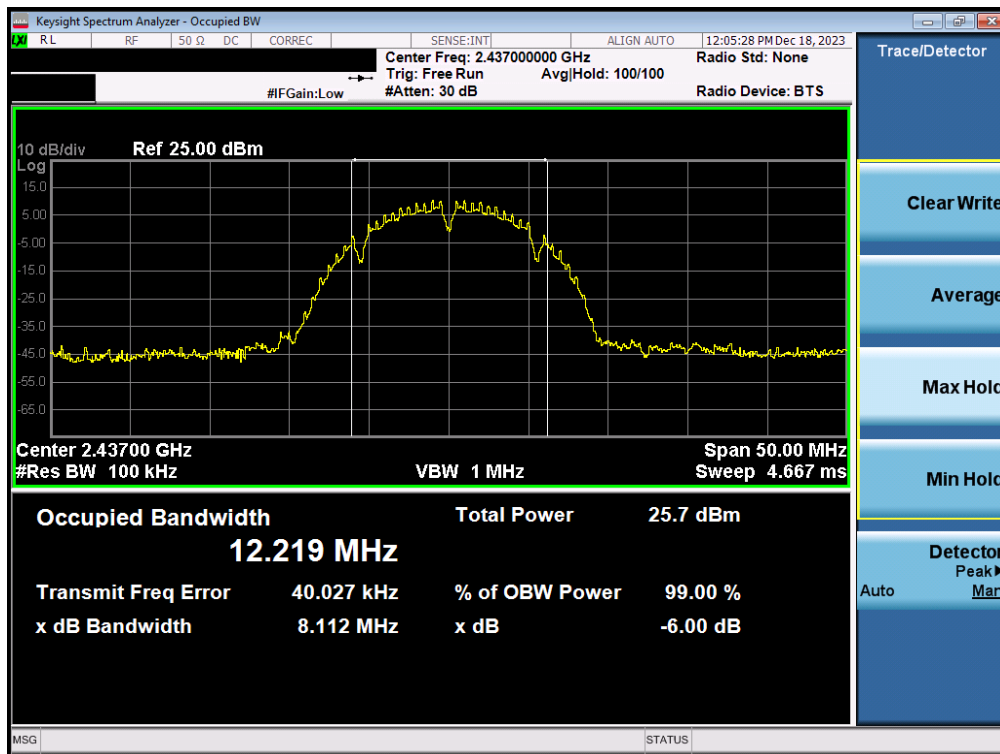 Keysight Spectrum Analyzer - Occupied BW
LXI RL RF 50 Ω DC CORREC SENSE:INT ALIGN AUTO 12:05:28 PM Dec 18, 2023
Center Freq: 2.437000000 GHz Radio Std: None
Trig: Free Run Avg|Hold: 100/100
#IFGain:Low #Atten: 30 dB Radio Device: BTS
10 dB/div Ref 25.00 dBm
Log
15.0
5.00
-5.00
-15.0
-25.0
-35.0
-45.0
-55.0
-65.0
Center 2.43700 GHz Span 50.00 MHz
#Res BW 100 kHz VBW 1 MHz Sweep 4.667 ms
Occupied Bandwidth Total Power 25.7 dBm
12.219 MHz
Transmit Freq Error 40.027 kHz % of OBW Power 99.00 %
x dB Bandwidth 8.112 MHz x dB -6.00 dB
MSG STATUS
Trace/Detector
Clear Write
Average
Max Hold
Min Hold
Detector
Peak
Auto Man